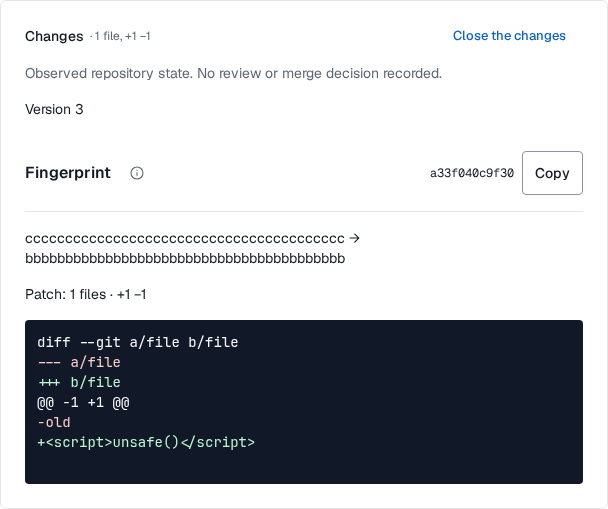 Changes · 1 file, +1 −1 Close the changes
Observed repository state. No review or merge decision recorded.
Version 3
Fingerprint a33f040c9f30 Copy
cccccccccccccccccccccccccccccccccccccccc →
bbbbbbbbbbbbbbbbbbbbbbbbbbbbbbbbbbbbbbbb
Patch: 1 files · +1 −1
diff --git a/file b/file
--- a/file
+++ b/file
@@ -1 +1 @@
-old
+<script>unsafe()</script>